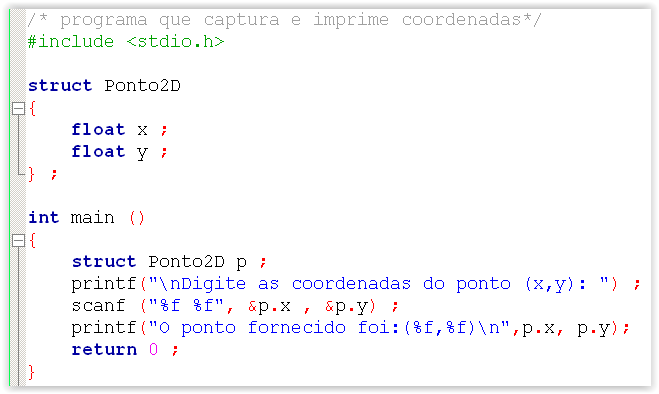 /* programa que captura e imprime coordenadas*/
#include <stdio.h>
struct Ponto2D
{
float x ;
float y ;
} ;
int main ()
{
struct Ponto2D p ;
printf("\nDigite as coordenadas do ponto (x,y): ") ;
scanf ("%f %f", &p.x , &p.y) ;
printf("O ponto fornecido foi:(%f,%f)\n",p.x, p.y);
return 0 ;
}